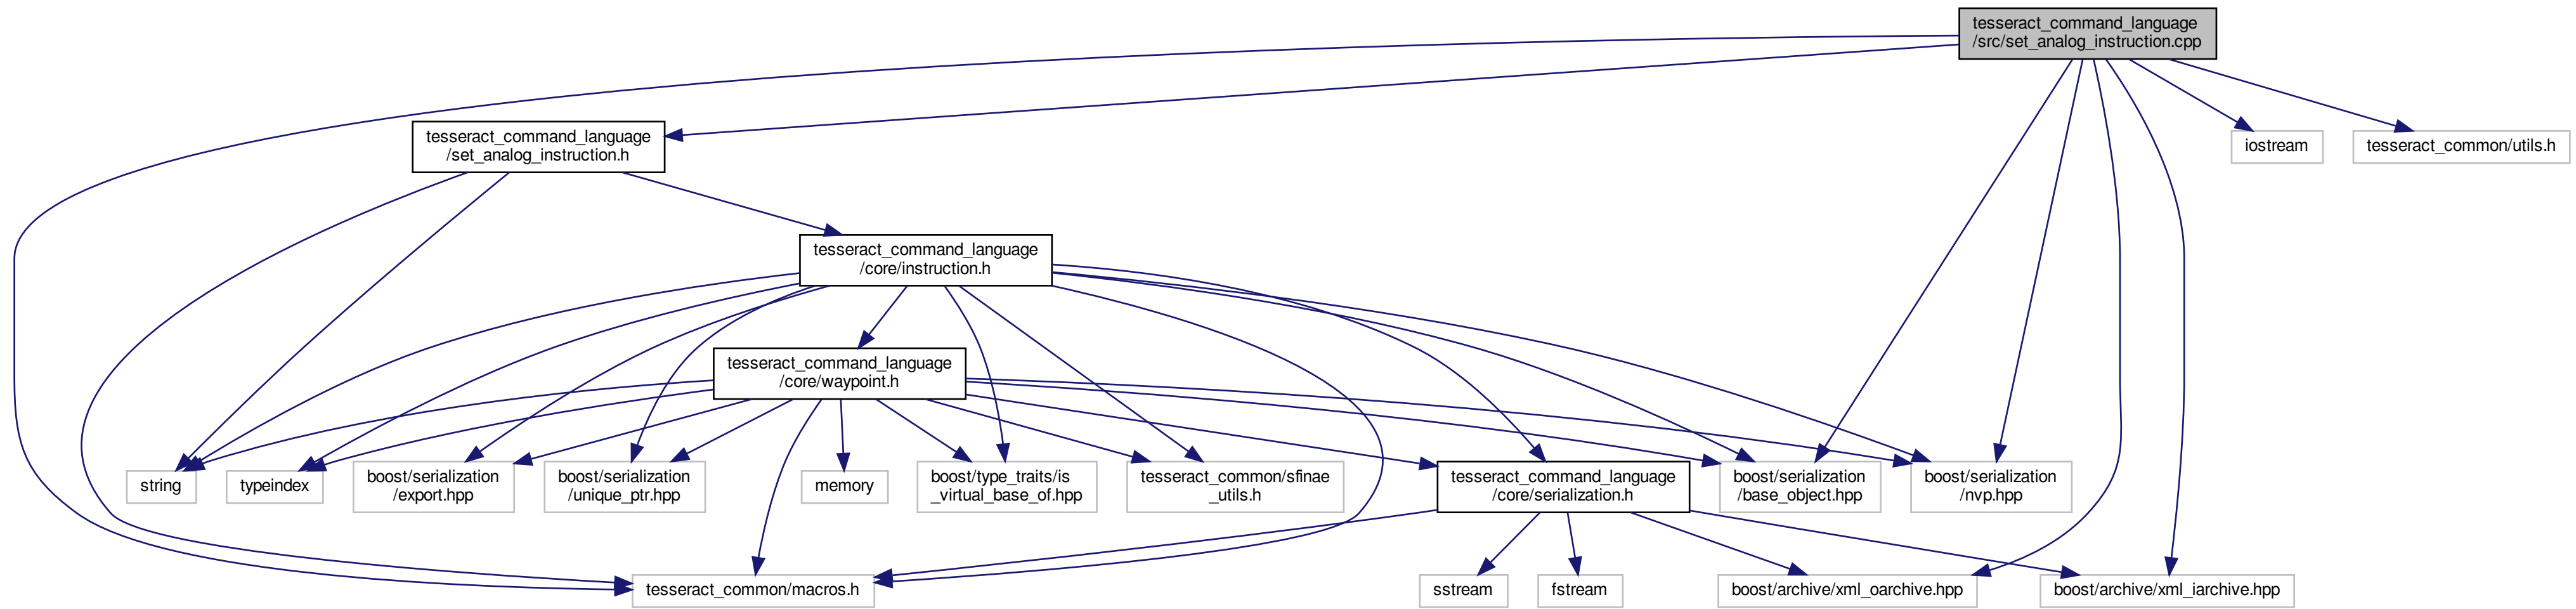 tesseract_command_language
/src/set_analog_instruction.cpp
tesseract_command_language
/set_analog_instruction.h
iostream
tesseract_common/utils.h
tesseract_command_language
/core/instruction.h
tesseract_command_language
/core/waypoint.h
string
typeindex
boost/serialization
/export.hpp
boost/serialization
/unique_ptr.hpp
memory
boost/type_traits/is
_virtual_base_of.hpp
tesseract_common/sfinae
_utils.h
tesseract_command_language
/core/serialization.h
boost/serialization
/base_object.hpp
boost/serialization
/nvp.hpp
tesseract_common/macros.h
sstream
fstream
boost/archive/xml_oarchive.hpp
boost/archive/xml_iarchive.hpp